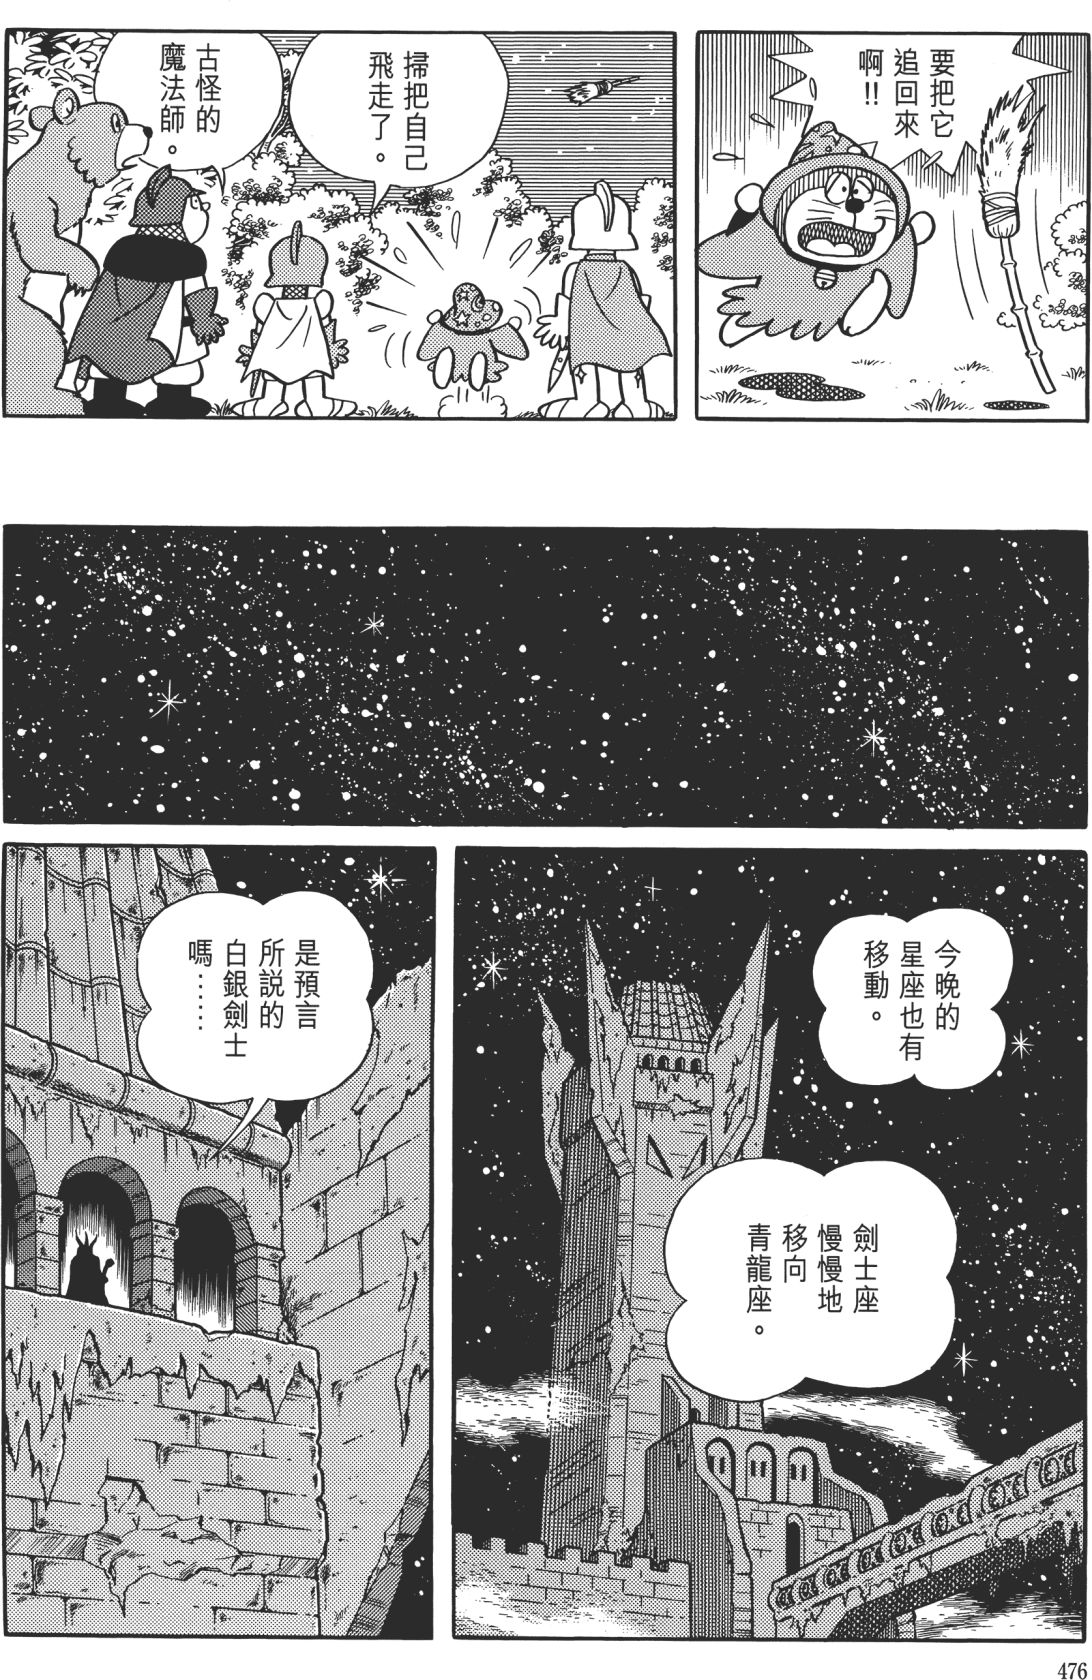 要把它
追回來
啊!!
掃把自己
飛走了。
古怪的
魔法師。
今晚的
星座也有
移動。
劍士座
慢慢地
移向
青龍座。
是預言
所説的
白銀劍士
嗎……
476